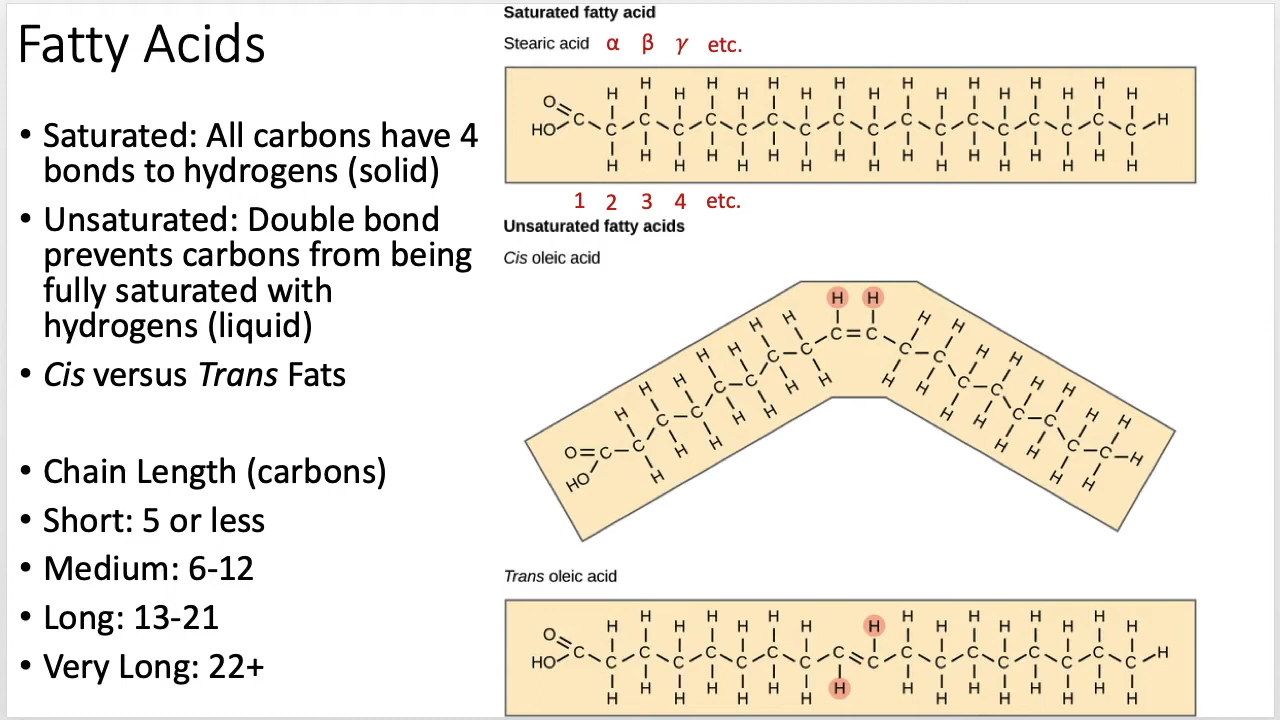 Fatty Acids
• Saturated: All carbons have 4
bonds to hydrogens (solid)
• Unsaturated: Double bond
prevents carbons from being
fully saturated with
hydrogens (liquid)
• Cis versus Trans Fats
• Chain Length (carbons)
• Short: 5 or less
• Medium: 6-12
• Long: 13-21
• Very Long: 22+
Saturated fatty acid
Stearic acid α β γ etc.
H H H H H H H H
H H H H H H H H H
O
C C C C C C C C C C C C C C C C C C H
HO
H H H H H H H H
H H H H H H H H H
1 2 3 4 etc.
Unsaturated fatty acids
Cis oleic acid
H H
C=C
H H H H H H H
C C C C C C C
H H H H H H H
H H H H H H H H
C C C C C C C C H
H H H H H H H H
O=C
HO
Trans oleic acid
H H H H H H H
H H H H H H H H H
O
C C C C C C C C C C C C C C C C C C H
HO
H H H H H H H H
H H H H H H H H